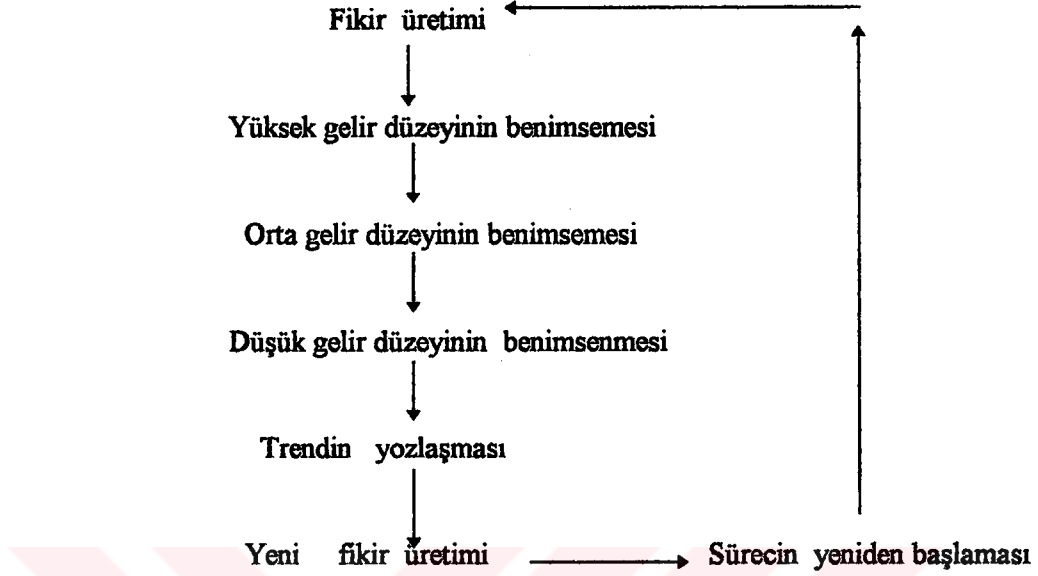 Fikir üretimi
Yüksek gelir düzeyinin benimsemesi
Orta gelir düzeyinin benimsemesi
Düşük gelir düzeyinin benimsenmesi
Trendin yozlaşması
Yeni fikir üretimi Sürecin yeniden başlaması